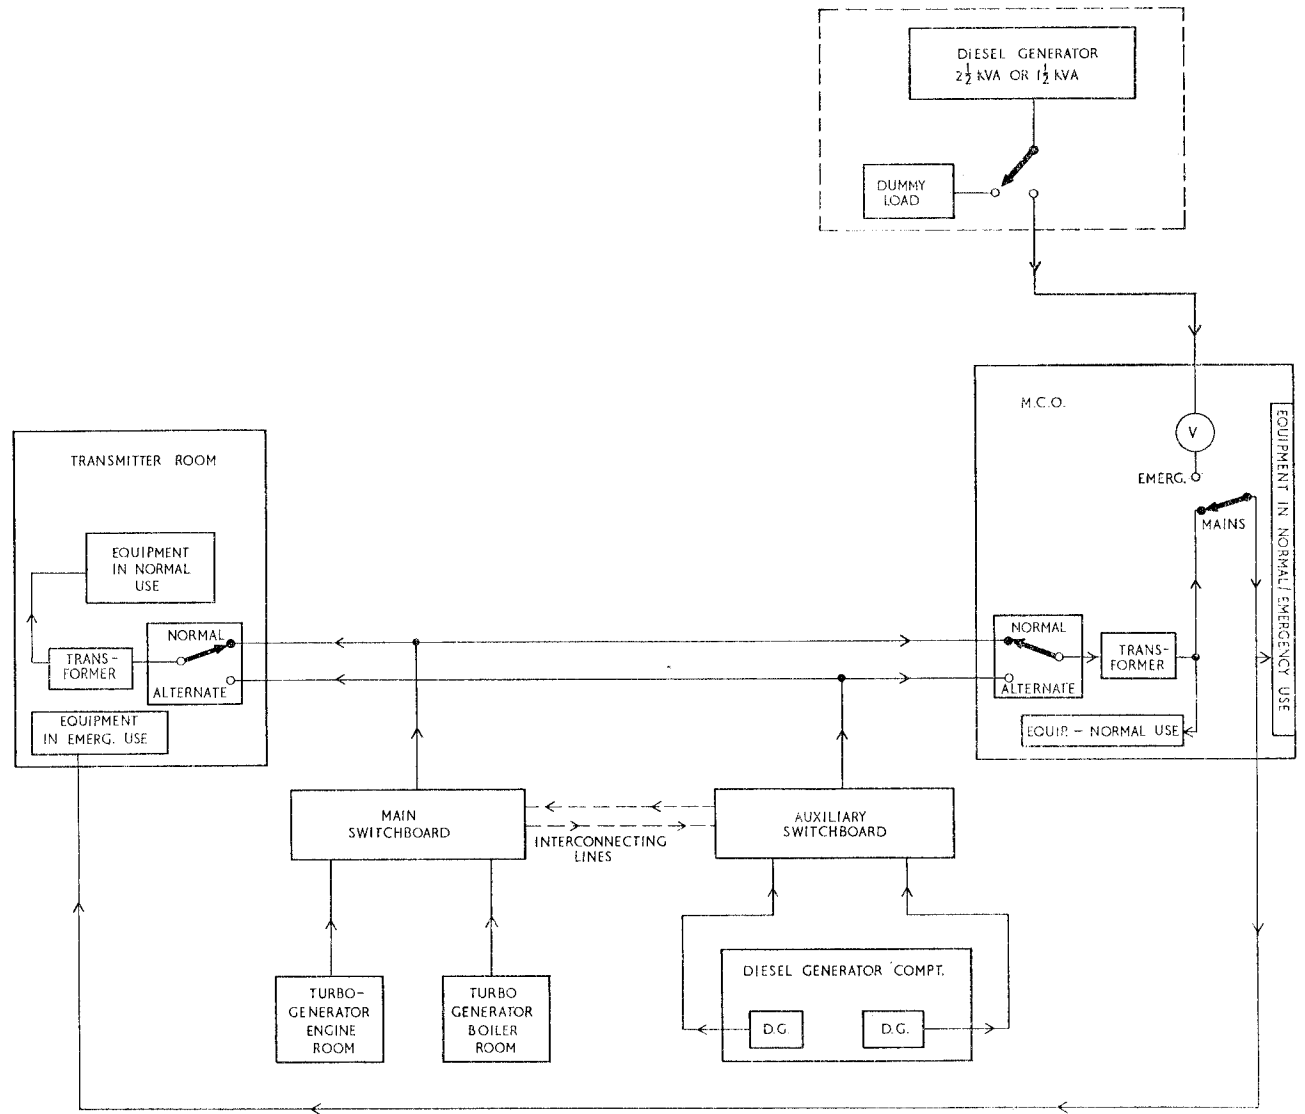 DIESEL GENERATOR
2½ KVA OR 1½ KVA
DUMMY
LOAD
M.C.O.
V
EMERG.
MAINS
EQUIPMENT IN NORMAL/EMERGENCY USE
TRANSMITTER ROOM
EQUIPMENT
IN NORMAL
USE
NORMAL
TRANS-
FORMER
ALTERNATE
EQUIPMENT
IN EMERG. USE
NORMAL
TRANS-
FORMER
ALTERNATE
EQUIP. - NORMAL USE
MAIN
SWITCHBOARD
INTERCONNECTING
LINES
AUXILIARY
SWITCHBOARD
TURBO-
GENERATOR
ENGINE
ROOM
TURBO
GENERATOR
BOILER
ROOM
DIESEL GENERATOR COMPT.
D.G.
D.G.